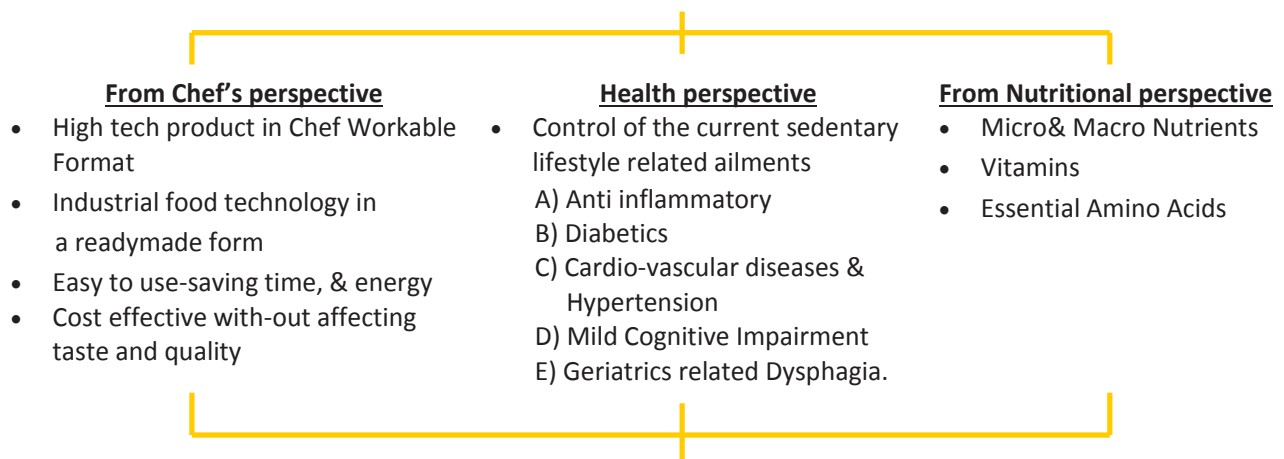 From Chef’s perspective
• High tech product in Chef Workable
Format
• Industrial food technology in
a readymade form
• Easy to use-saving time, & energy
• Cost effective with-out affecting
taste and quality
Health perspective
• Control of the current sedentary
lifestyle related ailments
A) Anti inflammatory
B) Diabetics
C) Cardio-vascular diseases &
Hypertension
D) Mild Cognitive Impairment
E) Geriatrics related Dysphagia.
From Nutritional perspective
• Micro& Macro Nutrients
• Vitamins
• Essential Amino Acids